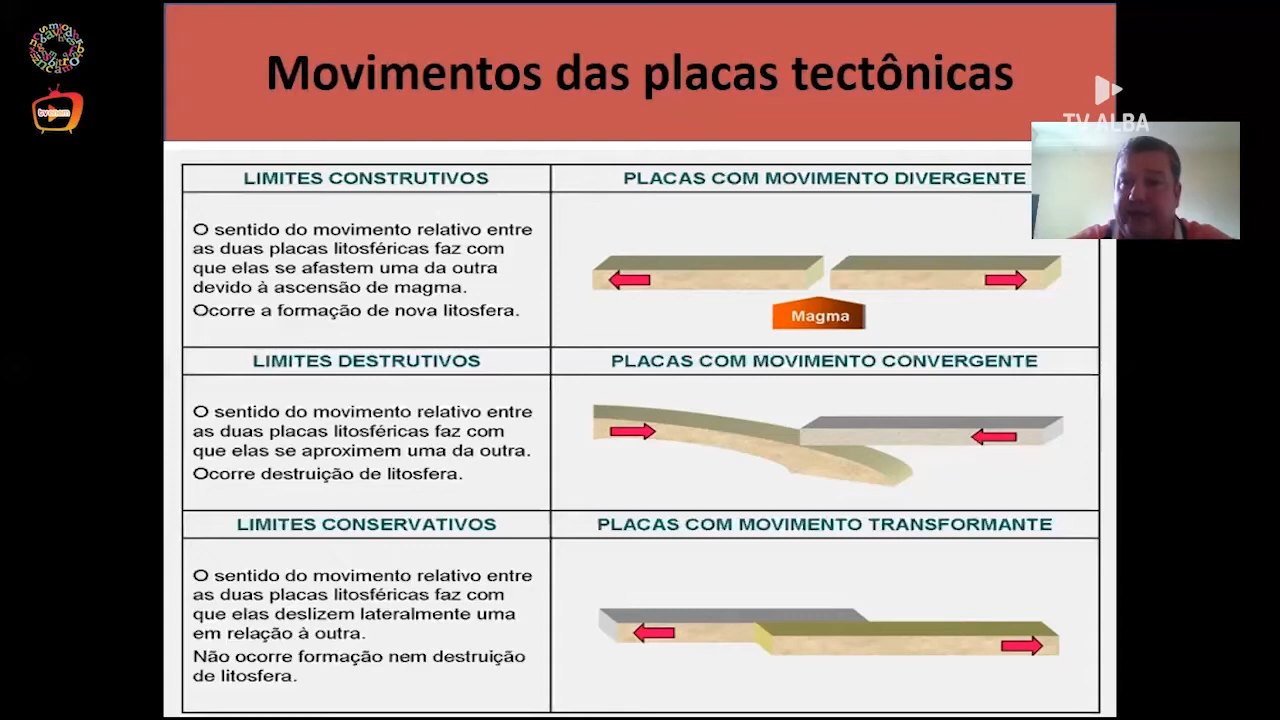 Movimentos das placas tectônicas
TV ALBA
tvenem
LIMITES CONSTRUTIVOS
PLACAS COM MOVIMENTO DIVERGENTE
O sentido do movimento relativo entre
as duas placas litosféricas faz com
que elas se afastem uma da outra
devido à ascensão de magma.
Ocorre a formação de nova litosfera.
Magma
LIMITES DESTRUTIVOS
PLACAS COM MOVIMENTO CONVERGENTE
O sentido do movimento relativo entre
as duas placas litosféricas faz com
que elas se aproximem uma da outra.
Ocorre destruição de litosfera.
LIMITES CONSERVATIVOS
PLACAS COM MOVIMENTO TRANSFORMANTE
O sentido do movimento relativo entre
as duas placas litosféricas faz com
que elas deslizem lateralmente uma
em relação à outra.
Não ocorre formação nem destruição
de litosfera.